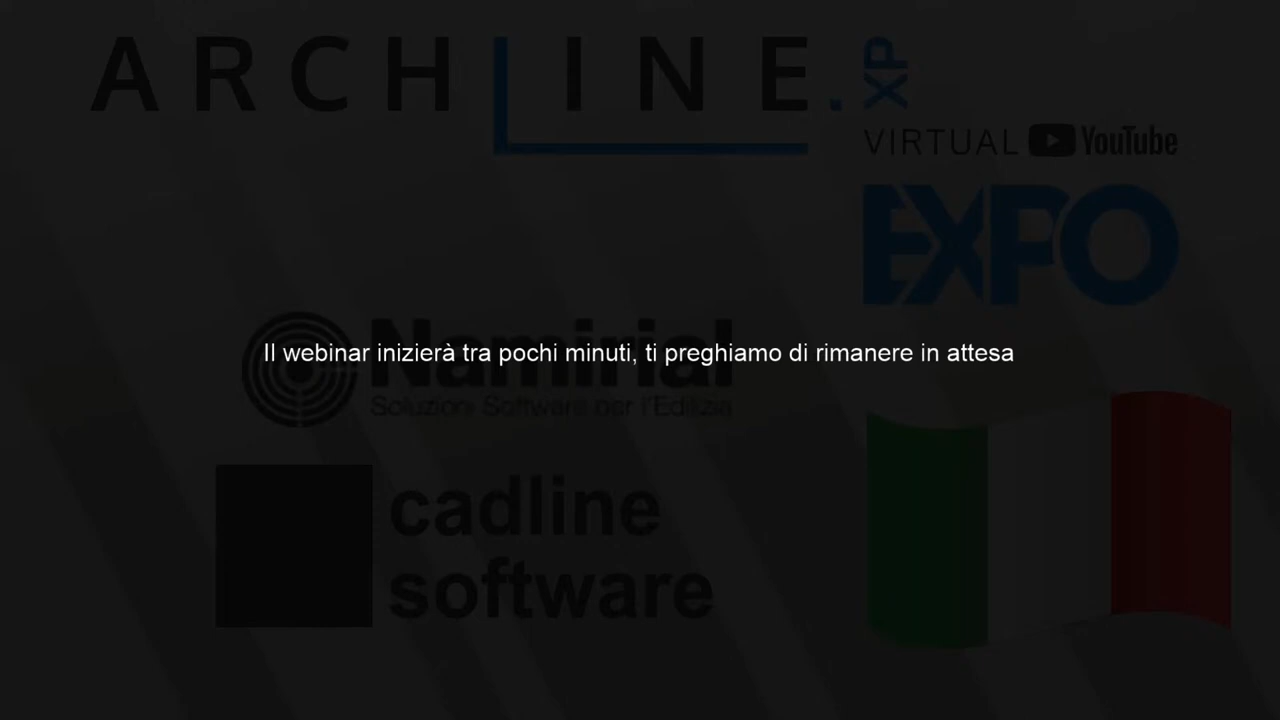 ARCHLINE.XP
VIRTUAL YouTube
EXPO
Namirial
Il webinar inizierà tra pochi minuti, ti preghiamo di rimanere in attesa
Soluzioni Software per l'Edilizia
cadline
software